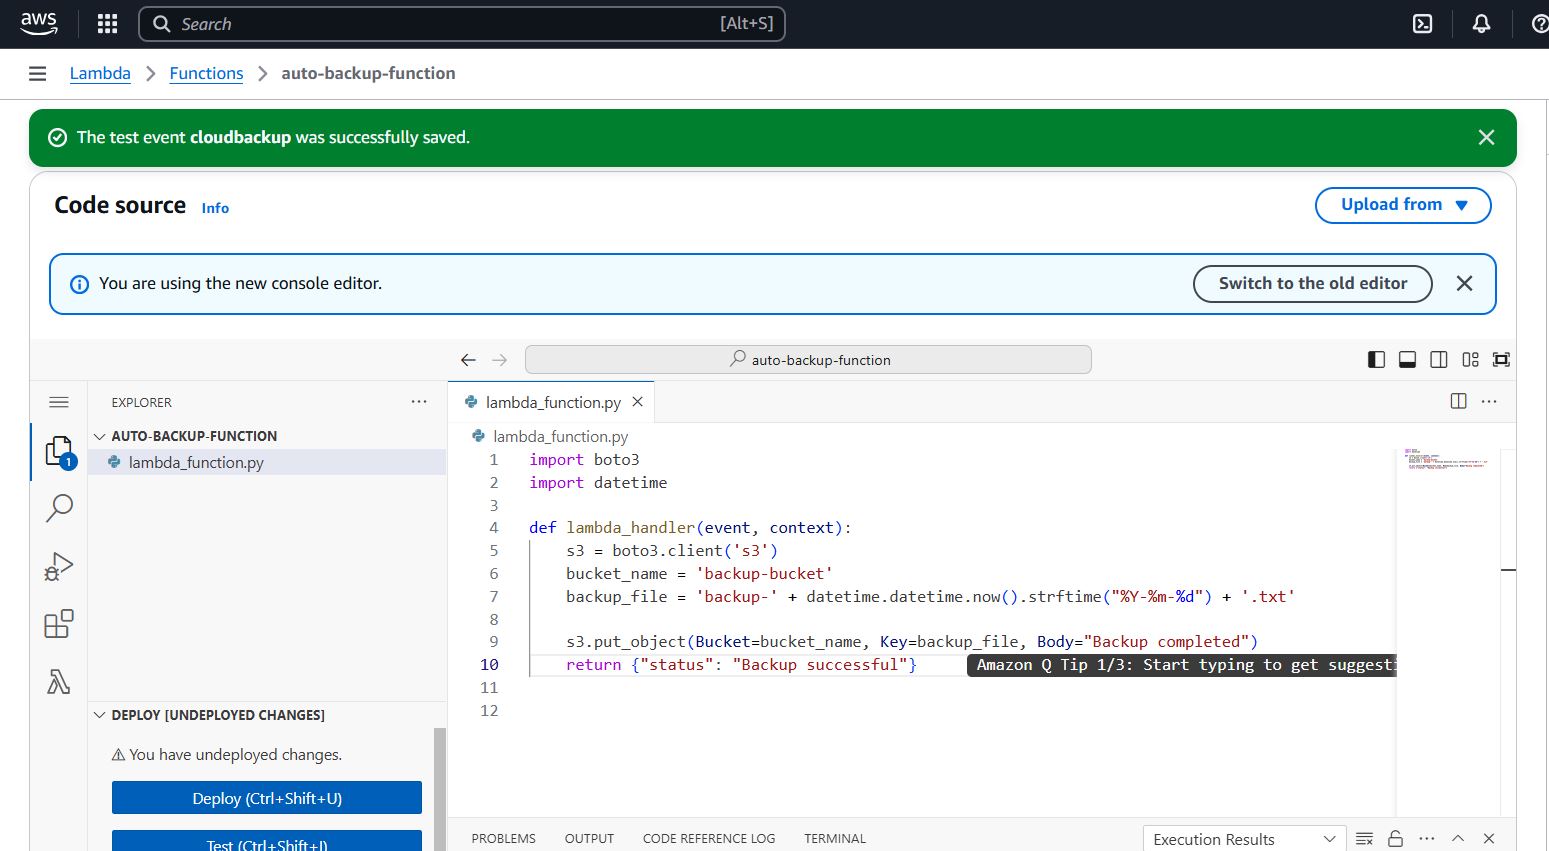 aws
Search [Alt+S]
Lambda > Functions > auto-backup-function
The test event cloudbackup was successfully saved.
Code source Info
Upload from
You are using the new console editor.
Switch to the old editor
auto-backup-function
EXPLORER
AUTO-BACKUP-FUNCTION
lambda_function.py
1
lambda_function.py
lambda_function.py
1 import boto3
2 import datetime
3
4 def lambda_handler(event, context):
5     s3 = boto3.client('s3')
6     bucket_name = 'backup-bucket'
7     backup_file = 'backup-' + datetime.datetime.now().strftime("%Y-%m-%d") + '.txt'
8
9     s3.put_object(Bucket=bucket_name, Key=backup_file, Body="Backup completed")
10     return {"status": "Backup successful"} Amazon Q Tip 1/3: Start typing to get suggesti
11
12
DEPLOY [UNDEPLOYED CHANGES]
You have undeployed changes.
Deploy (Ctrl+Shift+U)
Test (Ctrl+Shift+I)
PROBLEMS OUTPUT CODE REFERENCE LOG TERMINAL
Execution Results